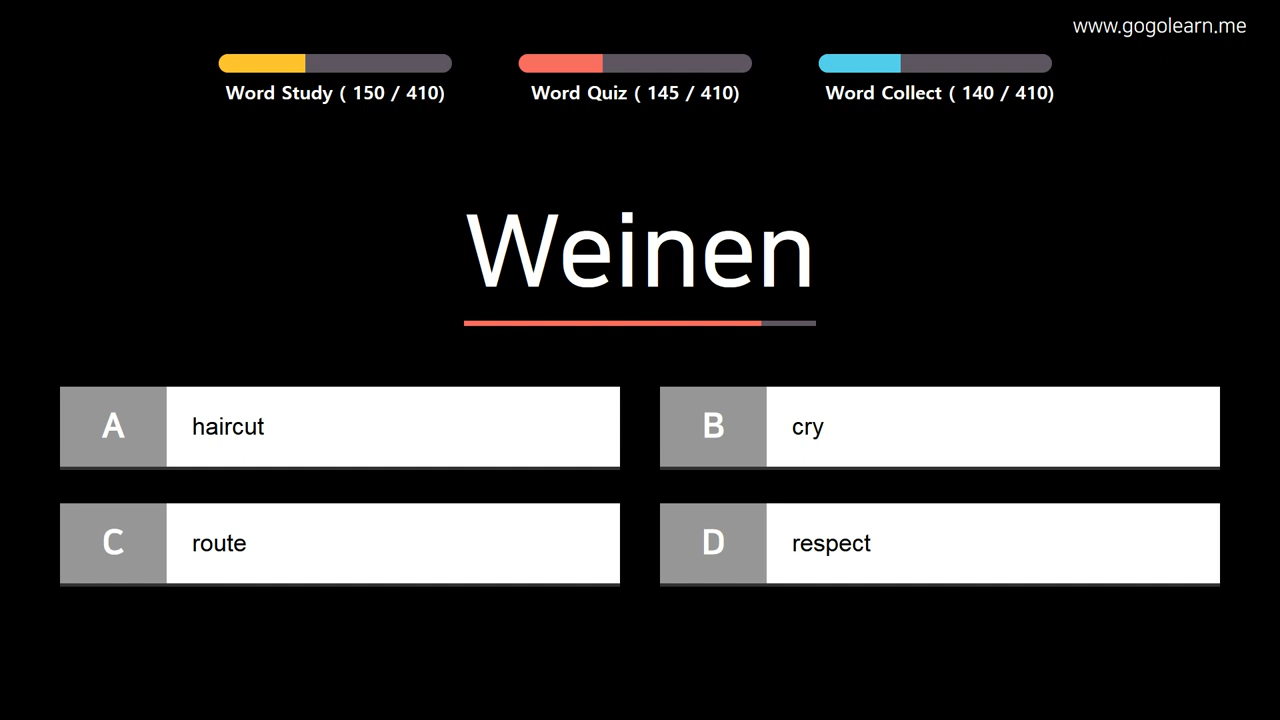 www.gogolearn.me
Word Study ( 150 / 410)
Word Quiz ( 145 / 410)
Word Collect ( 140 / 410)
Weinen
A haircut
B cry
C route
D respect